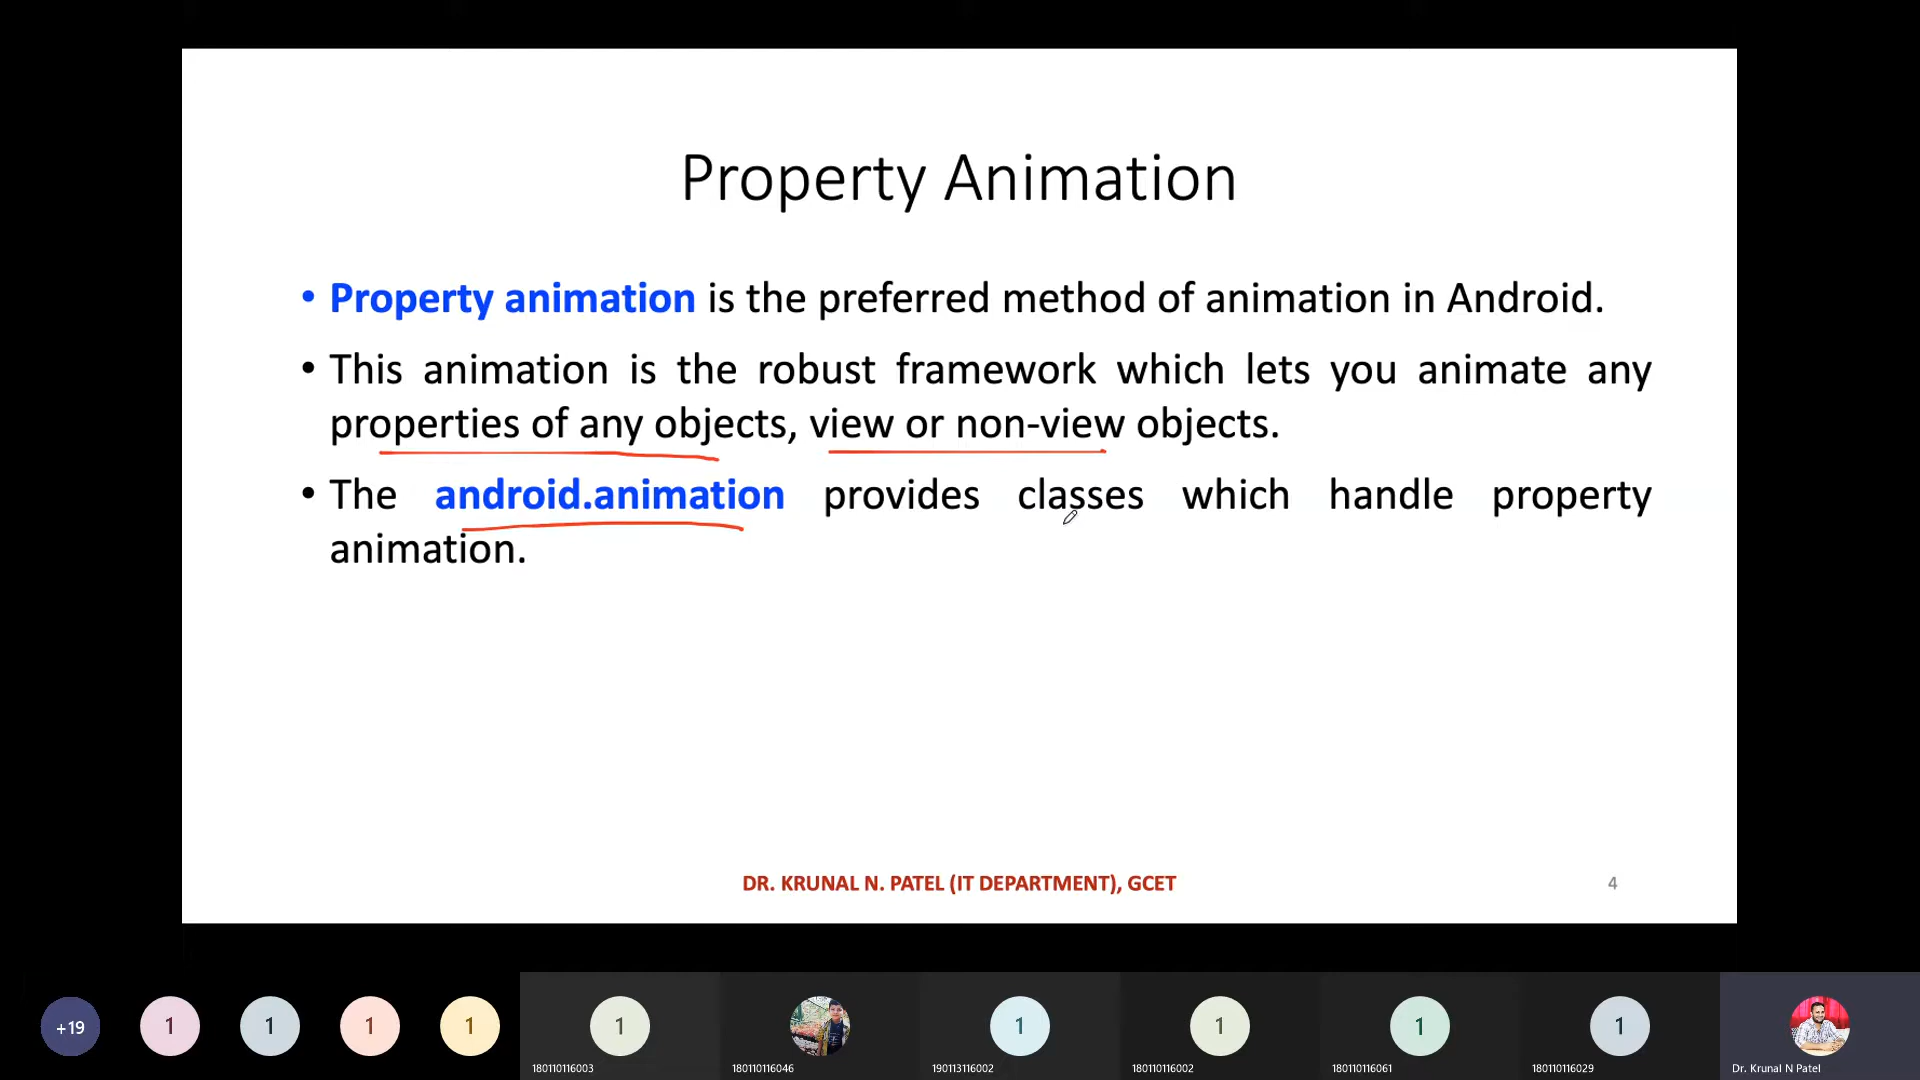 Property Animation
• Property animation is the preferred method of animation in Android.
• This animation is the robust framework which lets you animate any
properties of any objects, view or non-view objects.
• The android.animation provides classes which handle property
animation.
DR. KRUNAL N. PATEL (IT DEPARTMENT), GCET
4
+19
1
1
1
1
1
1
1
1
1
180110116003
180110116046
190113116002
180110116002
180110116061
180110116029
Dr. Krunal N Patel